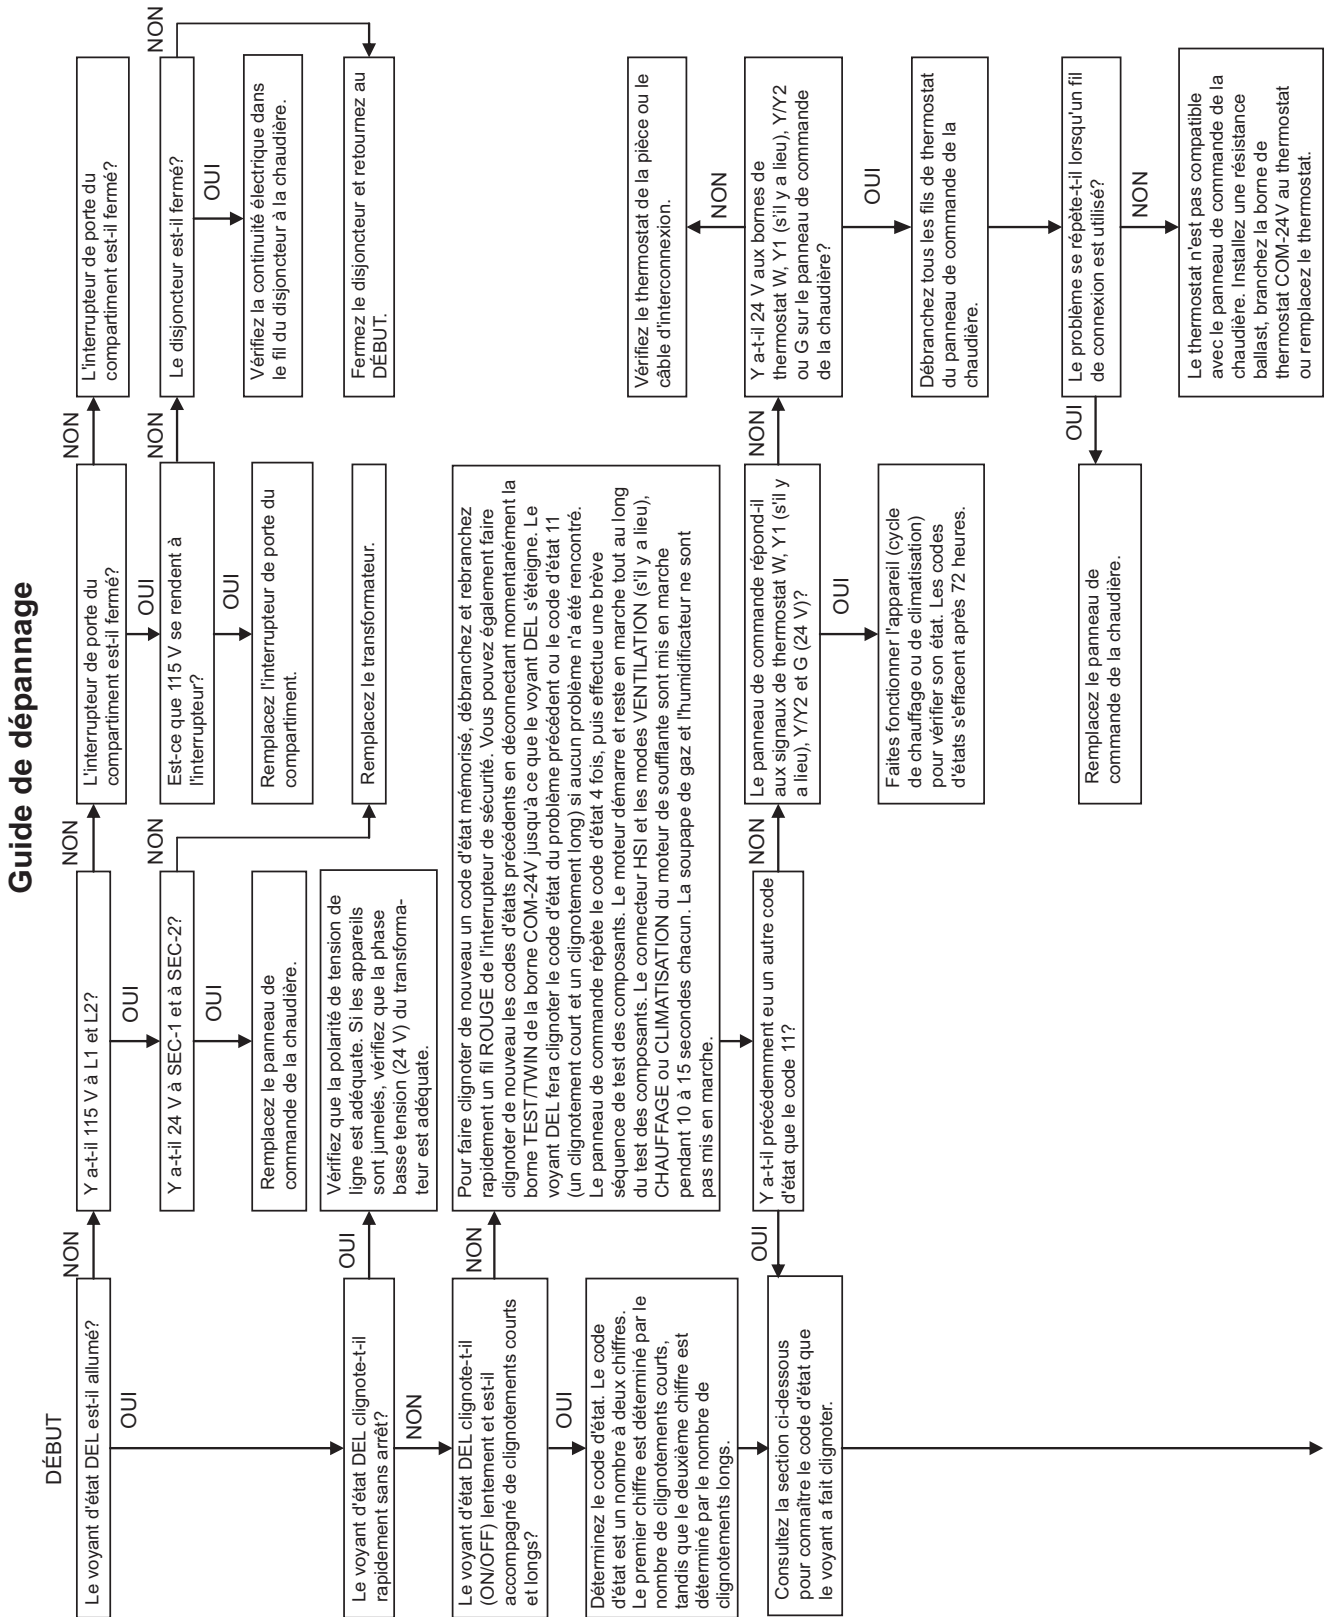 Guide de dépannage
DÉBUT
Le voyant d'état DEL est-il allumé?
NON
OUI
Y a-t-il 115 V à L1 et L2?
NON
OUI
L'interrupteur de porte du
compartiment est-il fermé?
NON
OUI
L'interrupteur de porte du
compartiment est-il fermé?
Y a-t-il 24 V à SEC-1 et à SEC-2?
NON
OUI
Est-ce que 115 V se rendent à
l'interrupteur?
NON
OUI
Le disjoncteur est-il fermé?
NON
OUI
Remplacez le panneau de
commande de la chaudière.
Remplacez l'interrupteur de porte du
compartiment.
Vérifiez la continuité électrique dans
le fil du disjoncteur à la chaudière.
Remplacez le transformateur.
Fermez le disjoncteur et retournez au
DÉBUT.
Le voyant d'état DEL clignote-t-il
rapidement sans arrêt?
OUI
NON
Vérifiez que la polarité de tension de
ligne est adéquate. Si les appareils
sont jumelés, vérifiez que la phase
basse tension (24 V) du transforma-
teur est adéquate.
Le voyant d'état DEL clignote-t-il
(ON/OFF) lentement et est-il
accompagné de clignotements courts
et longs?
NON
OUI
Pour faire clignoter de nouveau un code d'état mémorisé, débranchez et rebranchez
rapidement un fil ROUGE de l'interrupteur de sécurité. Vous pouvez également faire
clignoter de nouveau les codes d'états précédents en déconnectant momentanément la
borne TEST/TWIN de la borne COM-24V jusqu'à ce que le voyant DEL s'éteigne. Le
voyant DEL fera clignoter le code d'état du problème précédent ou le code d'état 11
(un clignotement court et un clignotement long) si aucun problème n'a été rencontré.
Le panneau de commande répète le code d'état 4 fois, puis effectue une brève
séquence de test des composants. Le moteur démarre et reste en marche tout au long
du test des composants. Le connecteur HSI et les modes VENTILATION (s'il y a lieu),
CHAUFFAGE ou CLIMATISATION du moteur de soufflante sont mis en marche
pendant 10 à 15 secondes chacun. La soupape de gaz et l'humidificateur ne sont
pas mis en marche.
Déterminez le code d'état. Le code
d'état est un nombre à deux chiffres.
Le premier chiffre est déterminé par le
nombre de clignotements courts,
tandis que le deuxième chiffre est
déterminé par le nombre de
clignotements longs.
Consultez la section ci-dessous
pour connaître le code d'état que
le voyant a fait clignoter.
OUI
Y a-t-il précédemment eu un autre code
d'état que le code 11?
NON
Le panneau de commande répond-il
aux signaux de thermostat W, Y1 (s'il y
a lieu), Y/Y2 et G (24 V)?
NON
OUI
Faites fonctionner l'appareil (cycle
de chauffage ou de climatisation)
pour vérifier son état. Les codes
d'états s'effacent après 72 heures.
Vérifiez le thermostat de la pièce ou le
câble d'interconnexion.
NON
Y a-t-il 24 V aux bornes de
thermostat W, Y1 (s'il y a lieu), Y/Y2
ou G sur le panneau de commande
de la chaudière?
OUI
Débranchez tous les fils de thermostat
du panneau de commande de la
chaudière.
Le problème se répète-t-il lorsqu'un fil
de connexion est utilisé?
OUI
NON
Remplacez le panneau de
commande de la chaudière.
Le thermostat n'est pas compatible
avec le panneau de commande de la
chaudière. Installez une résistance
ballast, branchez la borne de
thermostat COM-24V au thermostat
ou remplacez le thermostat.